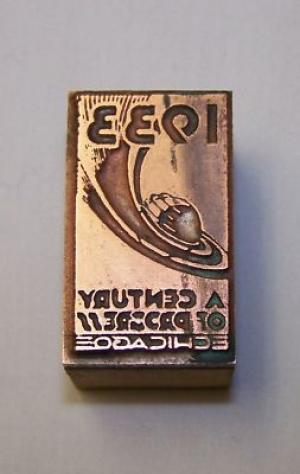 1933
A CENTURY
OF PROGRESS
CHICAGO